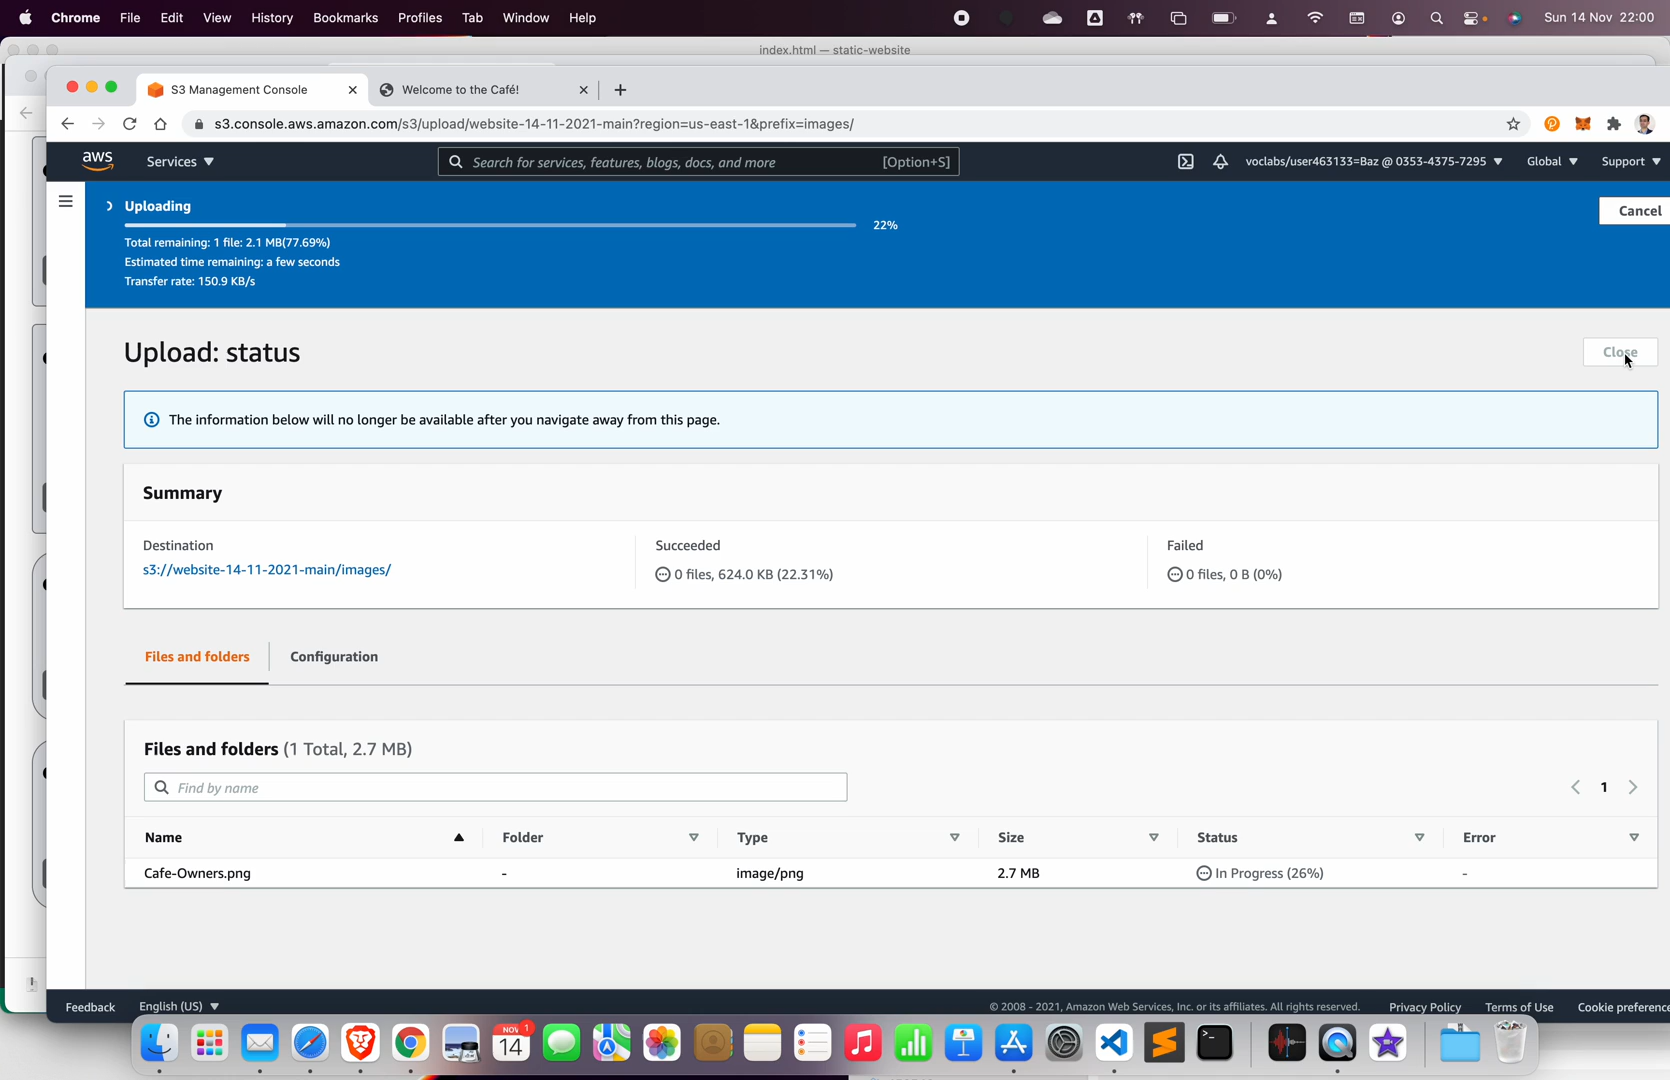 Chrome File Edit View History Bookmarks Profiles Tab Window Help Sun 14 Nov 22:00
index.html — static-website
S3 Management Console Welcome to the Café!
s3.console.aws.amazon.com/s3/upload/website-14-11-2021-main?region=us-east-1&prefix=images/
aws Services Search for services, features, blogs, docs, and more [Option+S] voclabs/user463133=Baz @ 0353-4375-7295 Global Support
Uploading
Cancel
22%
Total remaining: 1 file: 2.1 MB(77.69%)
Estimated time remaining: a few seconds
Transfer rate: 150.9 KB/s
Upload: status
Close
The information below will no longer be available after you navigate away from this page.
Summary
Destination Succeeded Failed
s3://website-14-11-2021-main/images/ 0 files, 624.0 KB (22.31%) 0 files, 0 B (0%)
Files and folders Configuration
Files and folders (1 Total, 2.7 MB)
Find by name
1
Name Folder Type Size Status Error
Cafe-Owners.png - image/png 2.7 MB In Progress (26%) -
Feedback English (US) © 2008 - 2021, Amazon Web Services, Inc. or its affiliates. All rights reserved. Privacy Policy Terms of Use Cookie preference
NOV 1
14